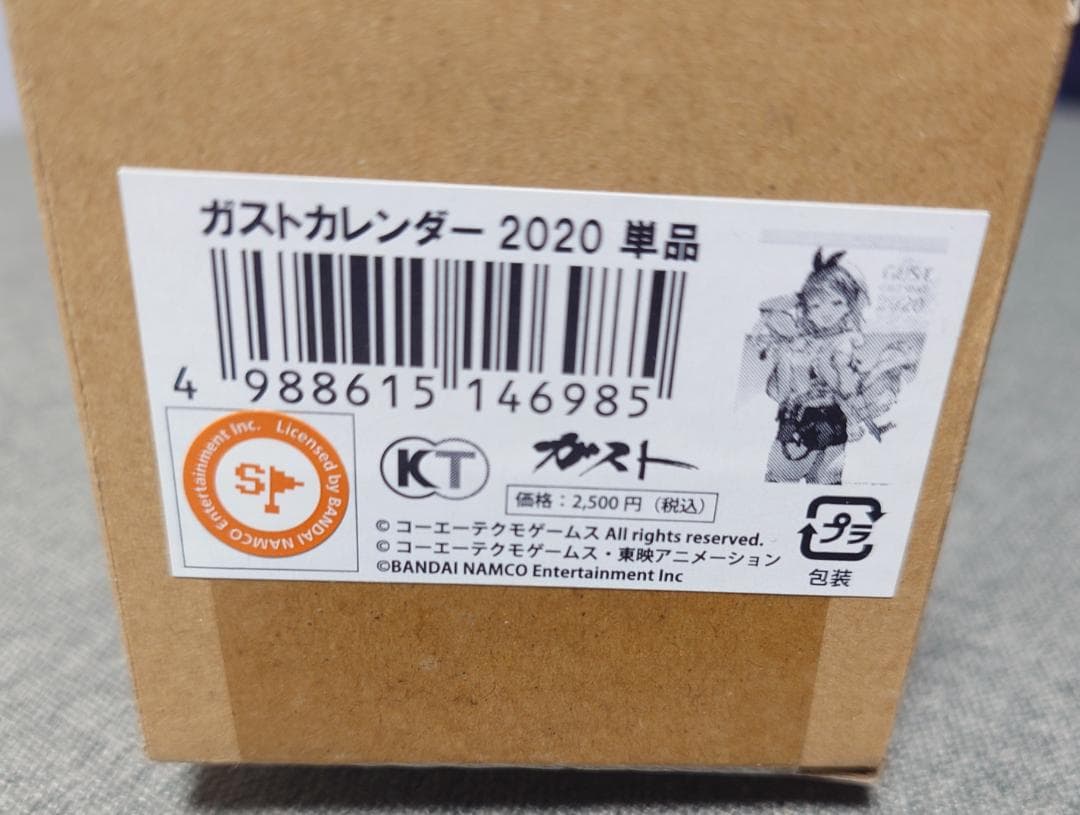 ガストカレンダー 2020 単品
GUST
2020
4 988615 146985
Licensed by BANDAI NAMCO Entertainment Inc.
S
KT
ガスト
価格:2,500 円（税込）
© コーエーテクモゲームス All rights reserved.
© コーエーテクモゲームス・東映アニメーション
©BANDAI NAMCO Entertainment Inc
プラ
包装